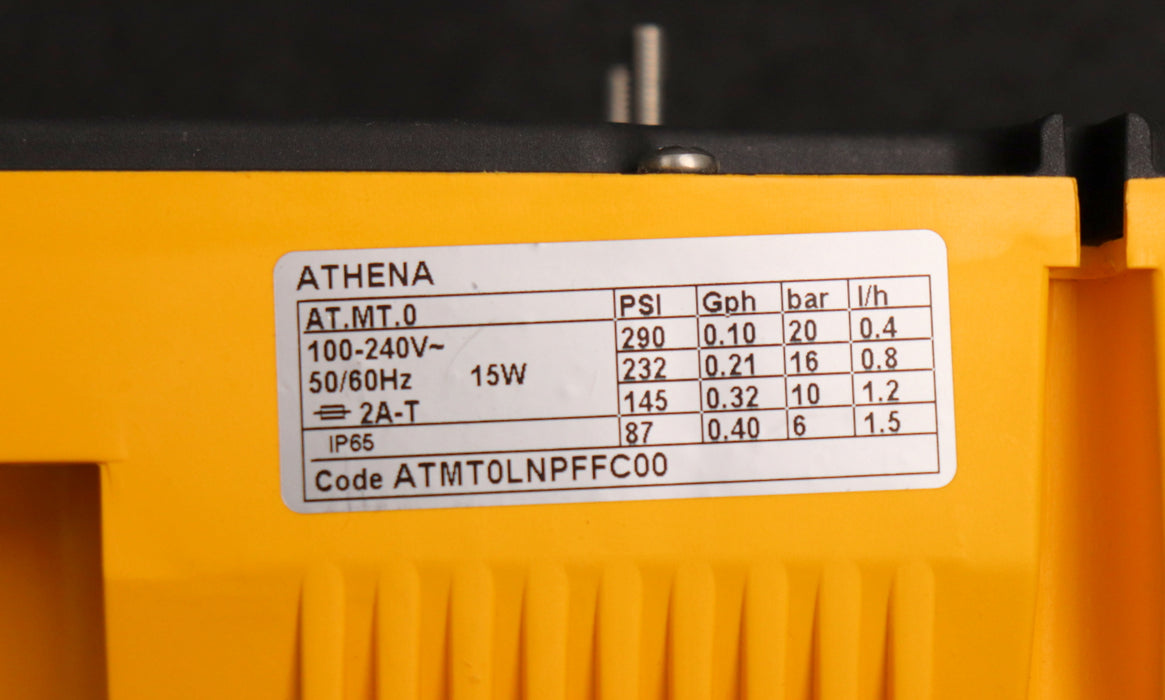 ATHENA
AT.MT.0 PSI Gph bar l/h
100-240V~ 290 0.10 20 0.4
50/60Hz 15W 232 0.21 16 0.8
2A-T 145 0.32 10 1.2
IP65 87 0.40 6 1.5
Code ATMT0LNPFFC00